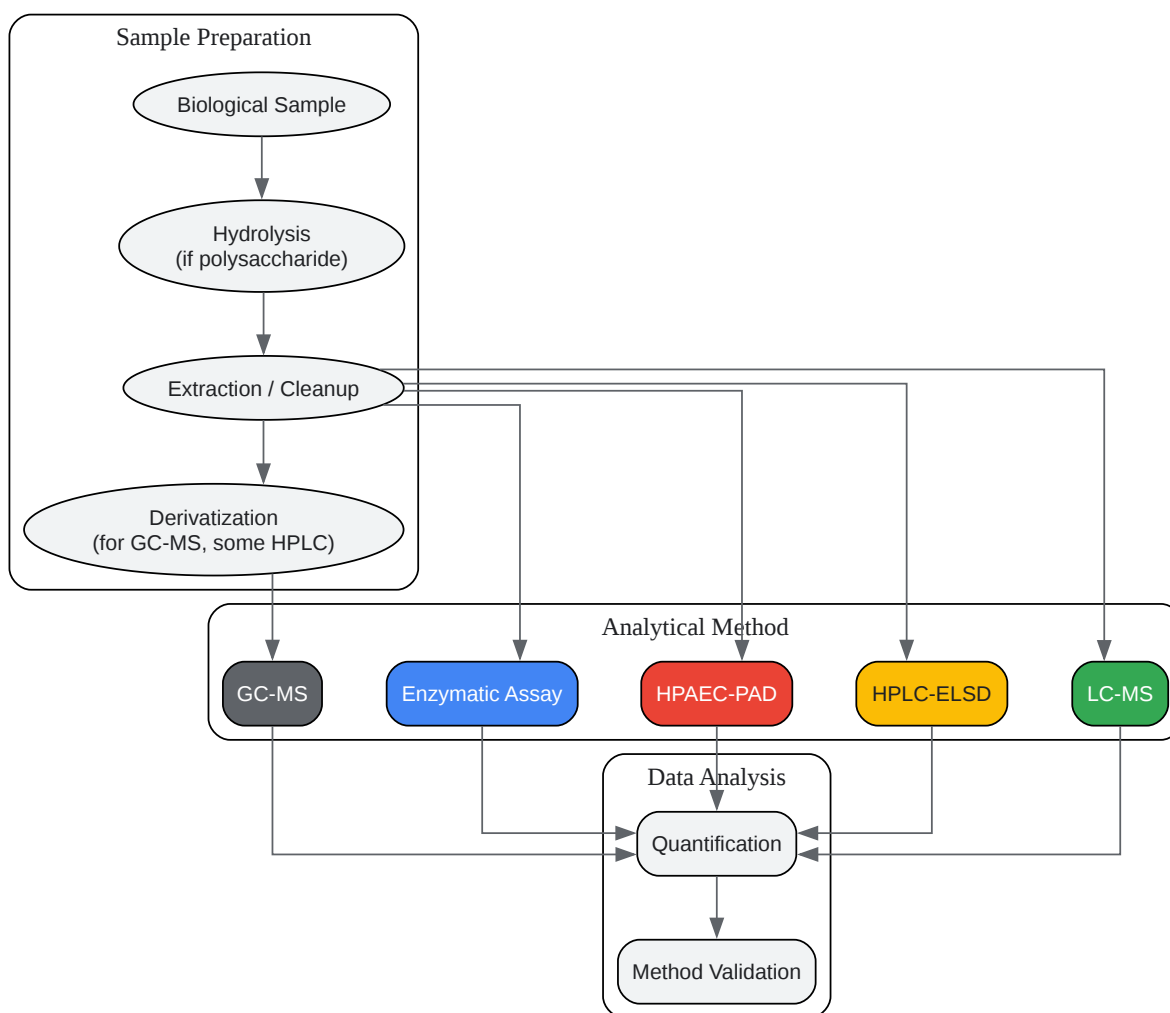 Sample Preparation
Biological Sample
Hydrolysis
(if polysaccharide)
Extraction / Cleanup
Derivatization
(for GC-MS, some HPLC)
Analytical Method
GC-MS
Enzymatic Assay
HPAEC-PAD
HPLC-ELSD
LC-MS
Data Analysis
Quantification
Method Validation